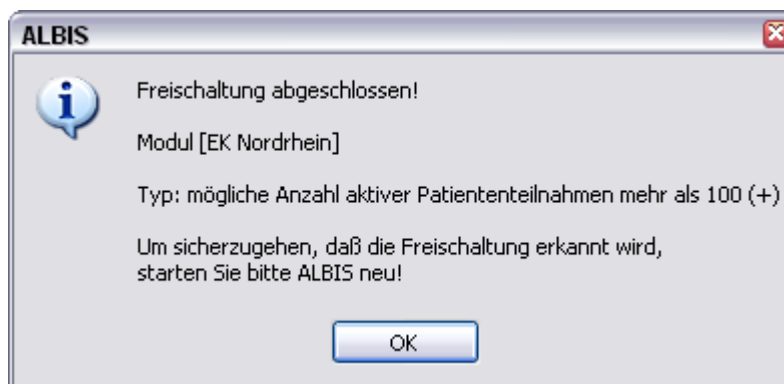 ALBIS
Freischaltung abgeschlossen!
Modul [EK Nordrhein]
Typ: mögliche Anzahl aktiver Patiententeilnahmen mehr als 100 (+)
Um sicherzugehen, daß die Freischaltung erkannt wird,
starten Sie bitte ALBIS neu!
OK